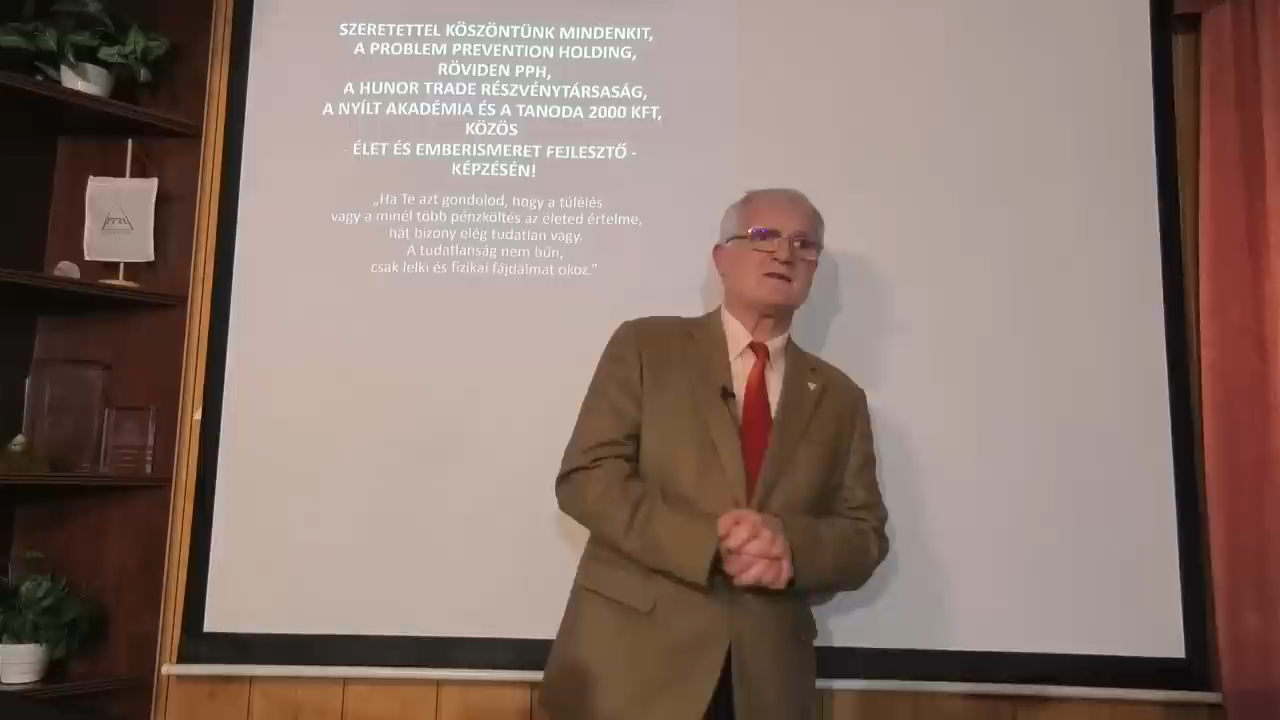 SZERETETTEL KÖSZÖNTÜNK MINDENKIT,
A PROBLEM PREVENTION HOLDING,
RÖVIDEN PPH,
A HUNOR TRADE RÉSZVÉNYTÁRSASÁG,
A NYÍLT AKADÉMIA ÉS A TANODA 2000 KFT,
KÖZÖS
- ÉLET ÉS EMBERISMERET FEJLESZTŐ -
KÉPZÉSÉN!
„Ha Te azt gondolod, hogy a túlélés
vagy a minél több pénzköltés az életed értelme,
hát bizony elég tudatlan vagy.
A tudatlanság nem bűn,
csak lelki és fizikai fájdalmat okoz.”